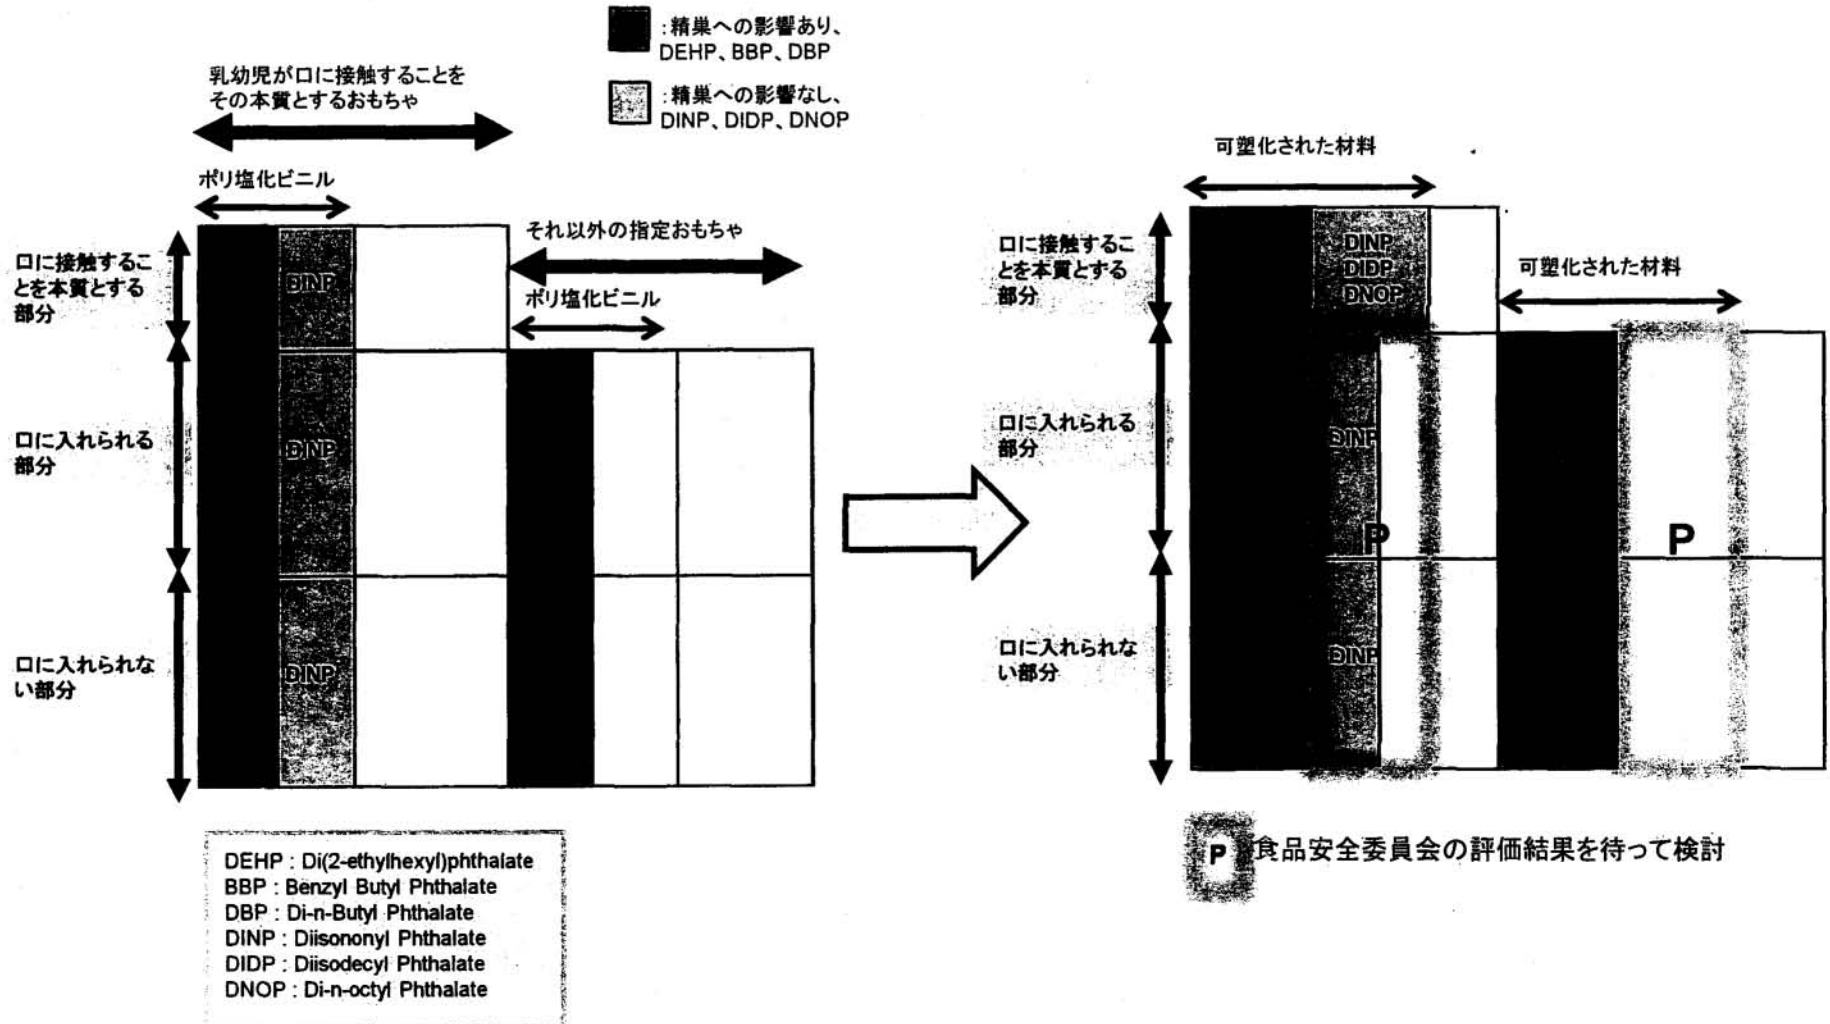 :精巣への影響あり、
DEHP、BBP、DBP
:精巣への影響なし、
DINP、DIDP、DNOP
乳幼児が口に接触することを
その本質とするおもちゃ
ポリ塩化ビニル
それ以外の指定おもちゃ
ポリ塩化ビニル
口に接触するこ
とを本質とする
部分
口に入れられる
部分
口に入れられな
い部分
DINP
DINP
DINP
可塑化された材料
可塑化された材料
口に接触するこ
とを本質とする
部分
口に入れられる
部分
口に入れられな
い部分
DINP
DIDP
DNOP
DINP
P
DINP
P
P 食品安全委員会の評価結果を待って検討
DEHP : Di(2-ethylhexyl)phthalate
BBP : Benzyl Butyl Phthalate
DBP : Di-n-Butyl Phthalate
DINP : Diisononyl Phthalate
DIDP : Diisodecyl Phthalate
DNOP : Di-n-octyl Phthalate